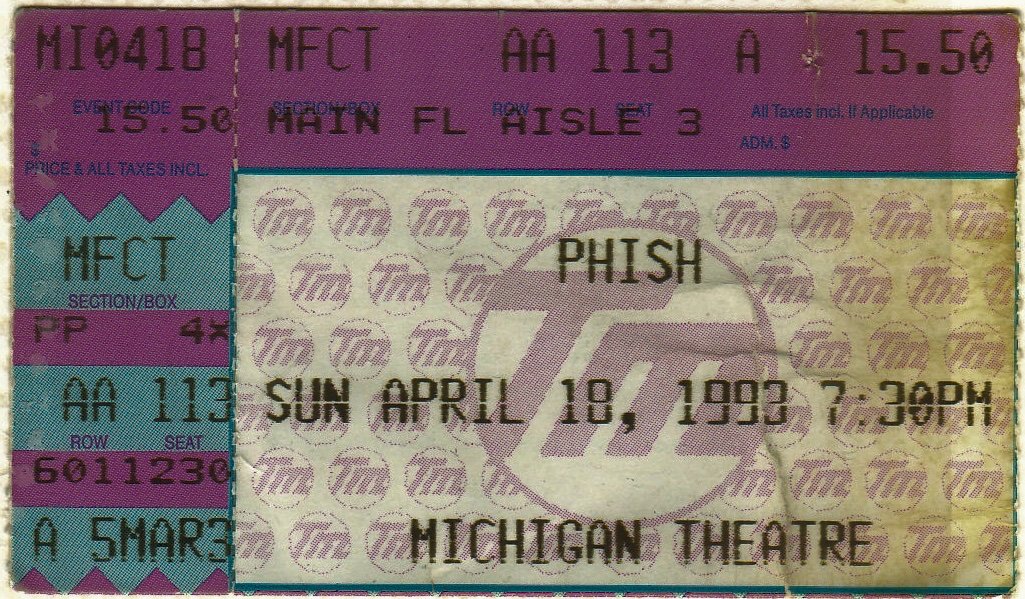 MI0418
EVENT CODE
15.50
$
PRICE & ALL TAXES INCL.
MFCT
SECTION/BOX
PP 4×
AA 113
ROW SEAT
6011230
A 5MAR3
MFCT AA 113 A 15.50
SECTION/BOX ROW SEAT All Taxes incl. If Applicable
MAIN FL AISLE 3
ADM. $
PHISH
SUN APRIL 18, 1993 7:30PM
MICHIGAN THEATRE
Tm